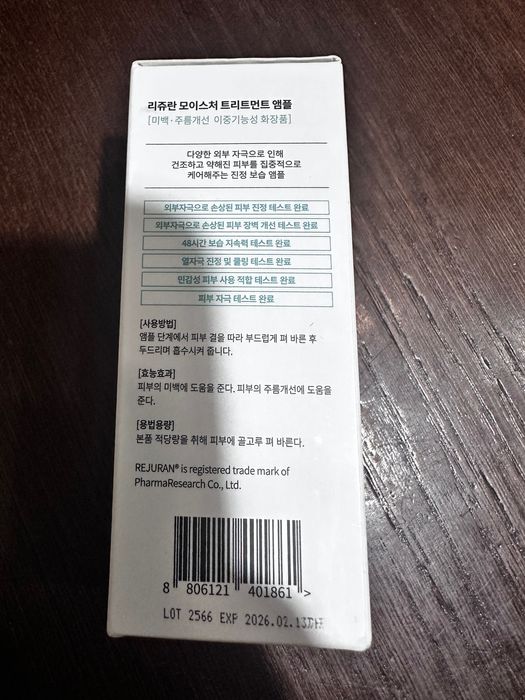 리쥬란 모이스처 트리트먼트 앰플
[미백·주름개선 이중기능성 화장품]
다양한 외부 자극으로 인해
건조하고 약해진 피부를 집중적으로
케어해주는 진정 보습 앰플
외부자극으로 손상된 피부 진정 테스트 완료
외부자극으로 손상된 피부 장벽 개선 테스트 완료
48시간 보습 지속력 테스트 완료
열자극 진정 및 쿨링 테스트 완료
민감성 피부 사용 적합 테스트 완료
피부 자극 테스트 완료
[사용방법]
앰플 단계에서 피부 결을 따라 부드럽게 펴 바른 후
두드리며 흡수시켜 줍니다.
[효능효과]
피부의 미백에 도움을 준다. 피부의 주름개선에 도움을
준다.
[용법용량]
본품 적당량을 취해 피부에 골고루 펴 바른다.
REJURAN® is registered trade mark of
PharmaResearch Co., Ltd.
8 806121 401861 >
LOT 2566 EXP 2026.02.13